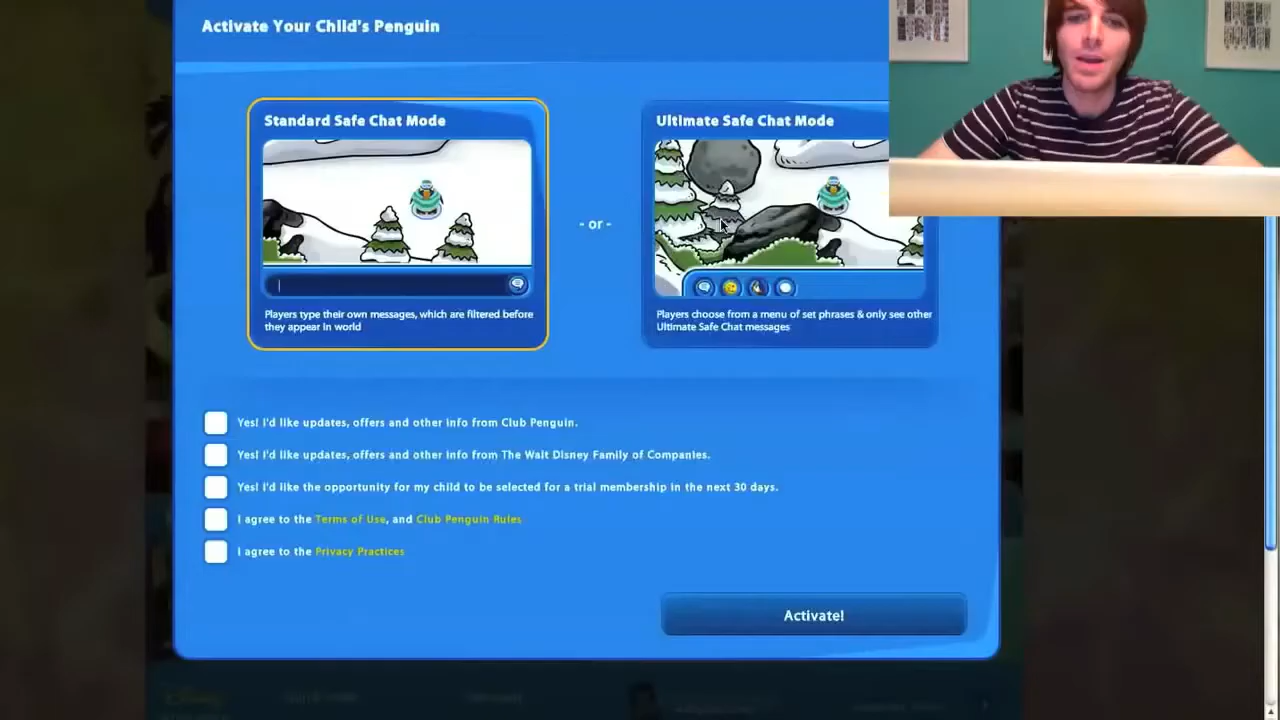 Activate Your Child's Penguin
Standard Safe Chat Mode
Ultimate Safe Chat Mode
- or -
Players type their own messages, which are filtered before
they appear in world
Players choose from a menu of set phrases & only see other
Ultimate Safe Chat messages
Yes! I'd like updates, offers and other info from Club Penguin.
Yes! I'd like updates, offers and other info from The Walt Disney Family of Companies.
Yes! I'd like the opportunity for my child to be selected for a trial membership in the next 30 days.
I agree to the Terms of Use, and Club Penguin Rules
I agree to the Privacy Practices
Activate!
Disney